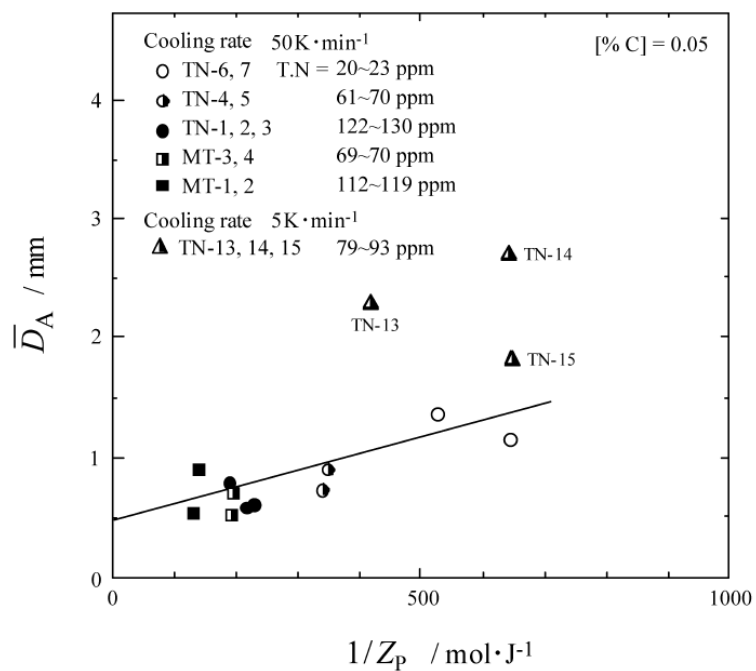 Cooling rate 50K·min⁻¹ [% C] = 0.05
TN-6, 7 T.N = 20~23 ppm
TN-4, 5 61~70 ppm
TN-1, 2, 3 122~130 ppm
MT-3, 4 69~70 ppm
MT-1, 2 112~119 ppm
Cooling rate 5K·min⁻¹
TN-13, 14, 15 79~93 ppm
TN-14
TN-13
TN-15
4
3
2
1
0
D̅_A / mm
0 500 1000
1/Z_P / mol·J⁻¹